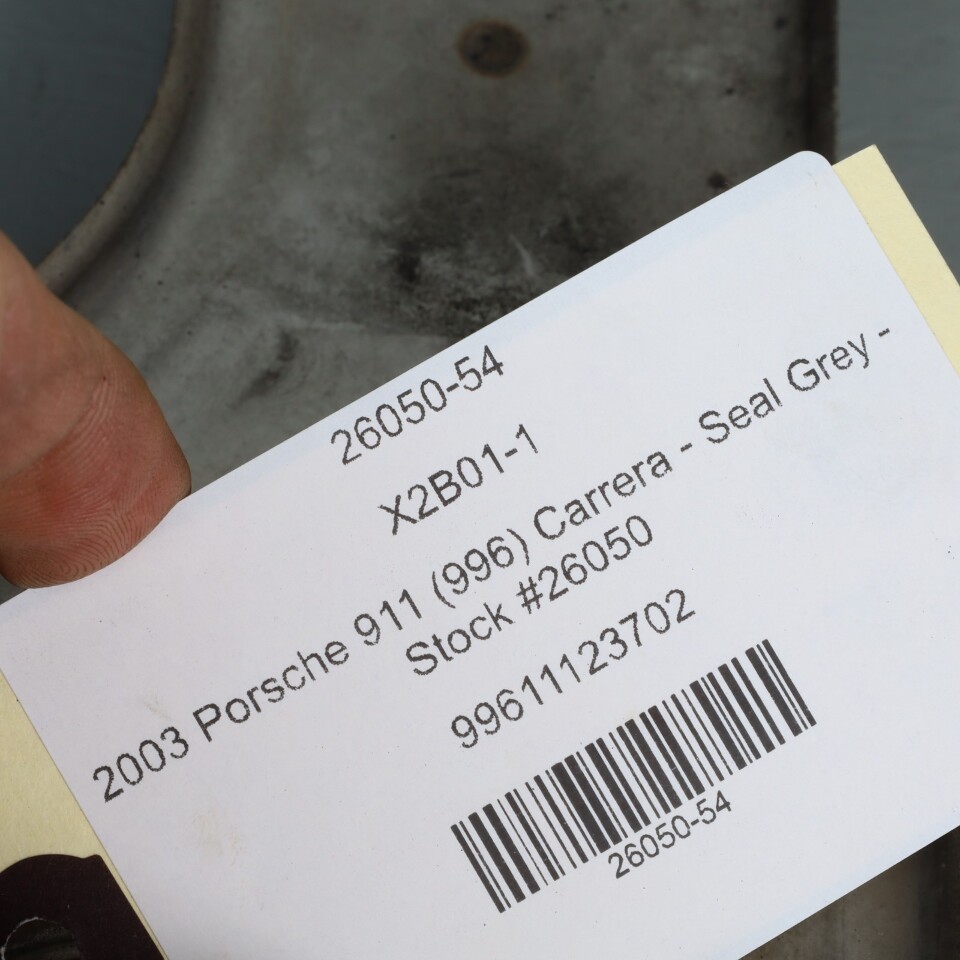 26050-54
X2B01-1
2003 Porsche 911 (996) Carrera - Seal Grey -
Stock #26050
99611123702
26050-54